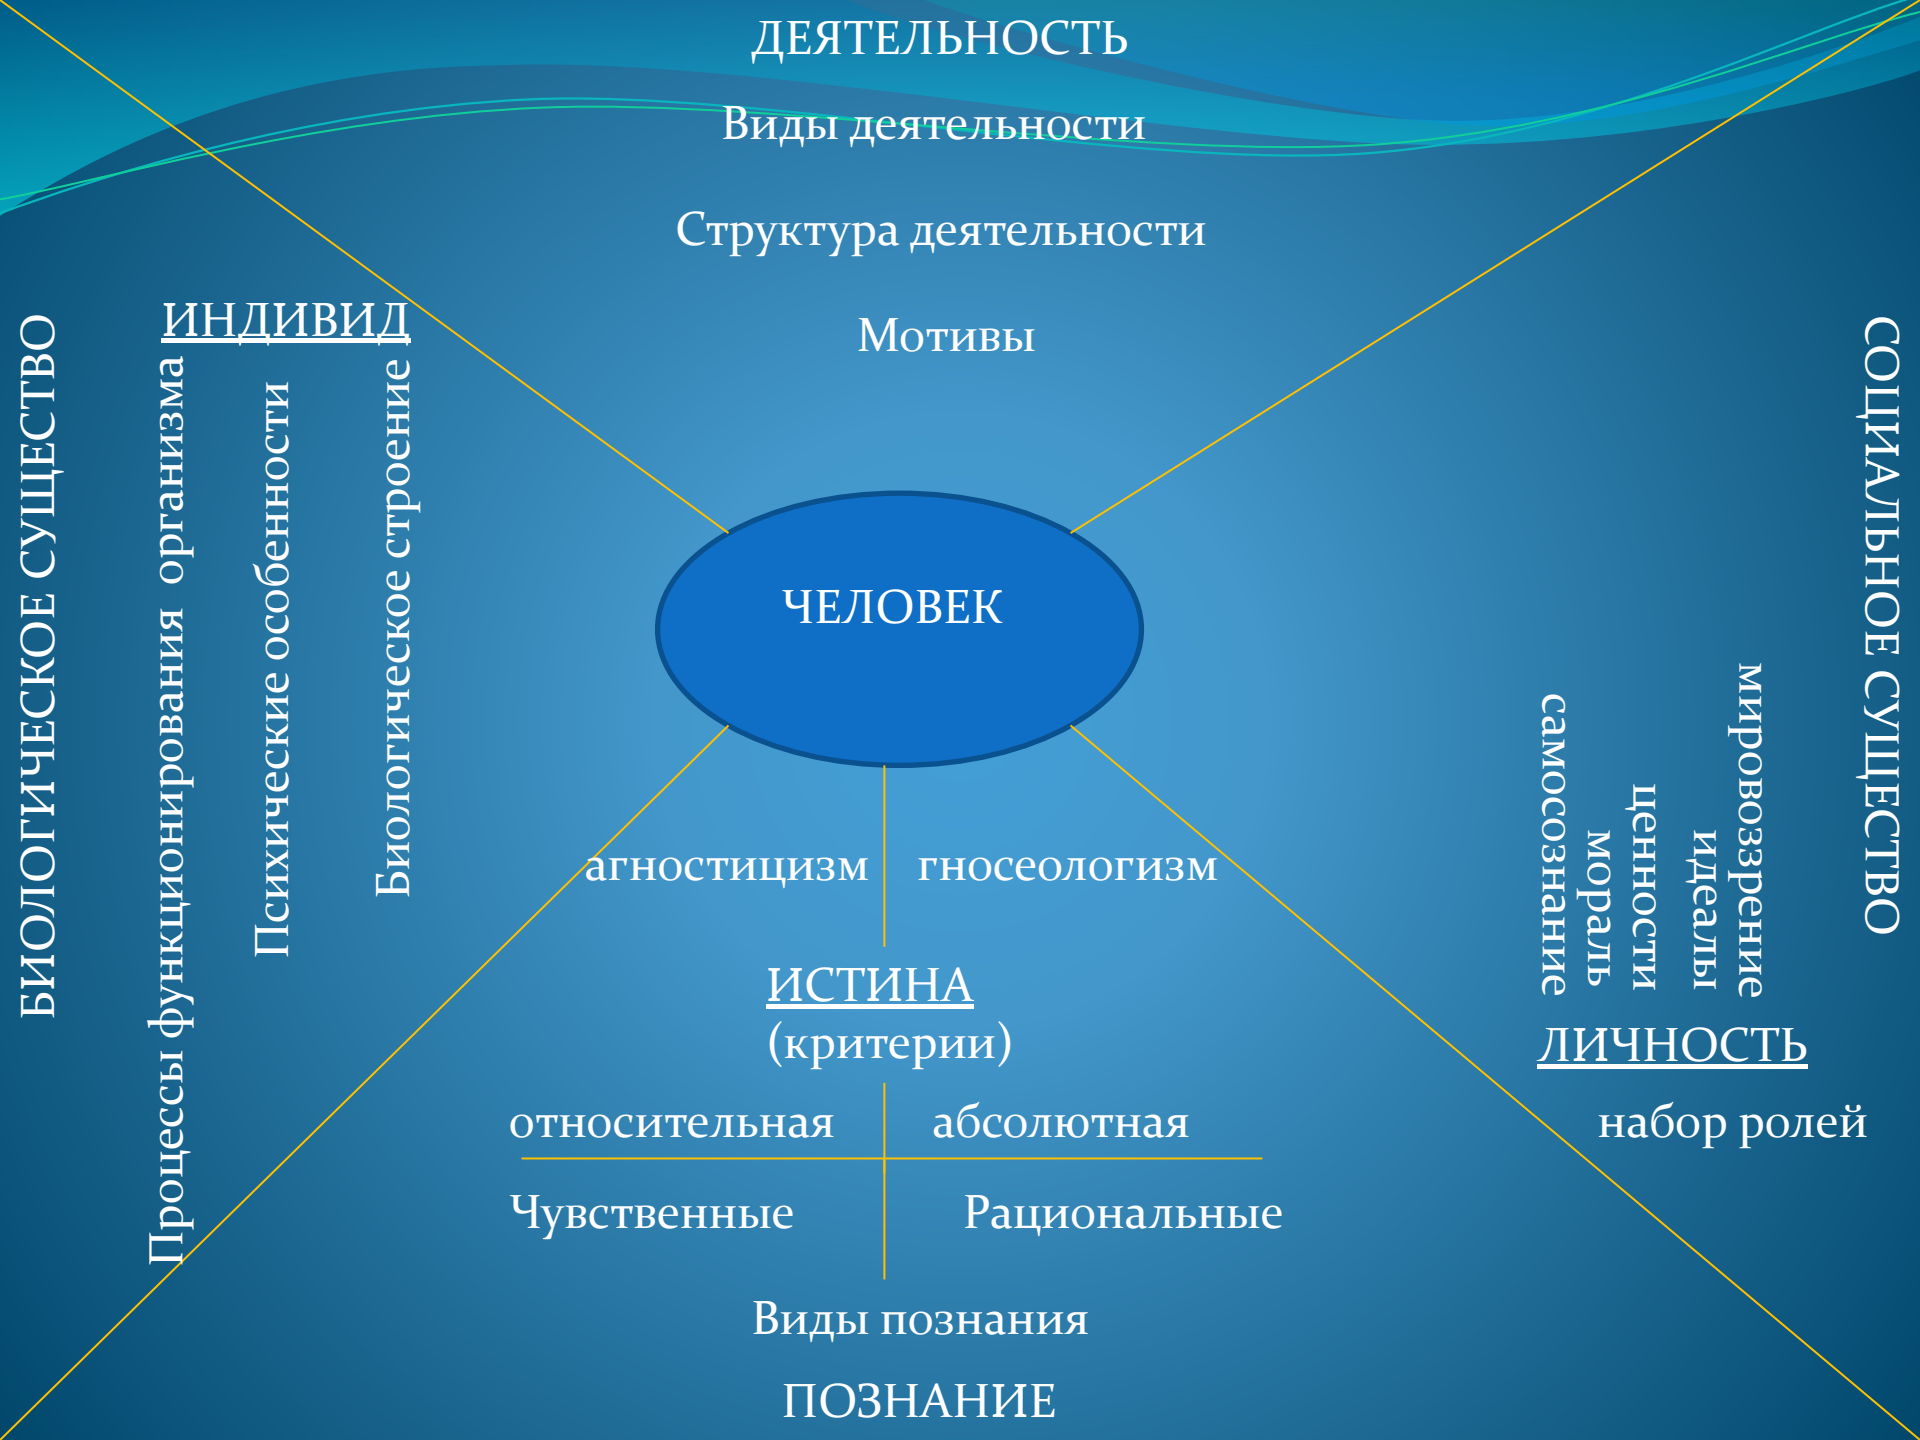 ДЕЯТЕЛЬНОСТЬ
Виды деятельности
Структура деятельности
Мотивы
БИОЛОГИЧЕСКОЕ СУЩЕСТВО
ИНДИВИД
Процессы функционирования организма
Психические особенности
Биологическое строение
ЧЕЛОВЕК
СОЦИАЛЬНОЕ СУЩЕСТВО
мировоззрение
идеалы
ценности
мораль
самосознание
ЛИЧНОСТЬ
набор ролей
агностицизм
гносеологизм
ИСТИНА
(критерии)
относительная
абсолютная
Чувственные
Рациональные
Виды познания
ПОЗНАНИЕ